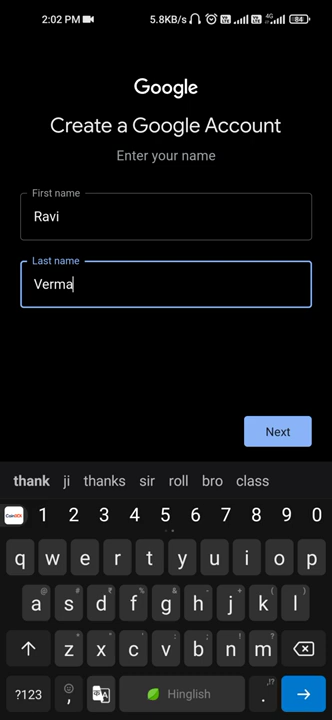 2:02 PM 5.8KB/s 4G 84
Google
Create a Google Account
Enter your name
First name
Ravi
Last name
Verma
Next
thank ji thanks sir roll bro class
1 2 3 4 5 6 7 8 9 0
q w e r t y u i o p
a s d f g h j k l
z x c v b n m
?123 , Hinglish .